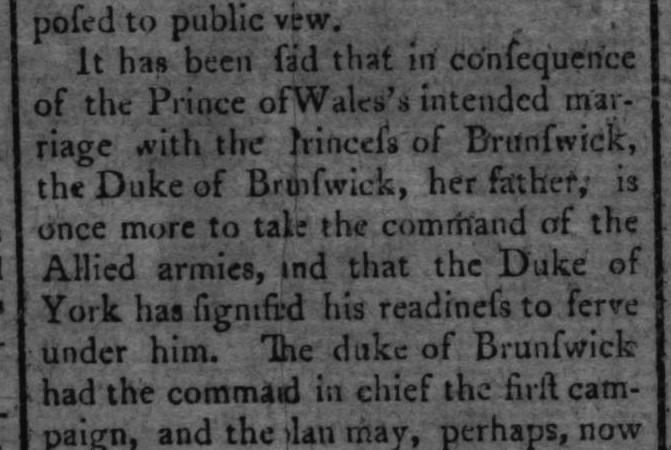 poſed to public view.
It has been ſaid that in conſequence
of the Prince of Wales's intended mar-
riage with the Princeſs of Brunſwick,
the Duke of Brunſwick, her father, is
once more to take the command of the
Allied armies, and that the Duke of
York has ſignified his readineſs to ſerve
under him. The duke of Brunſwick
had the command in chief the firſt cam-
paign, and the plan may, perhaps, now